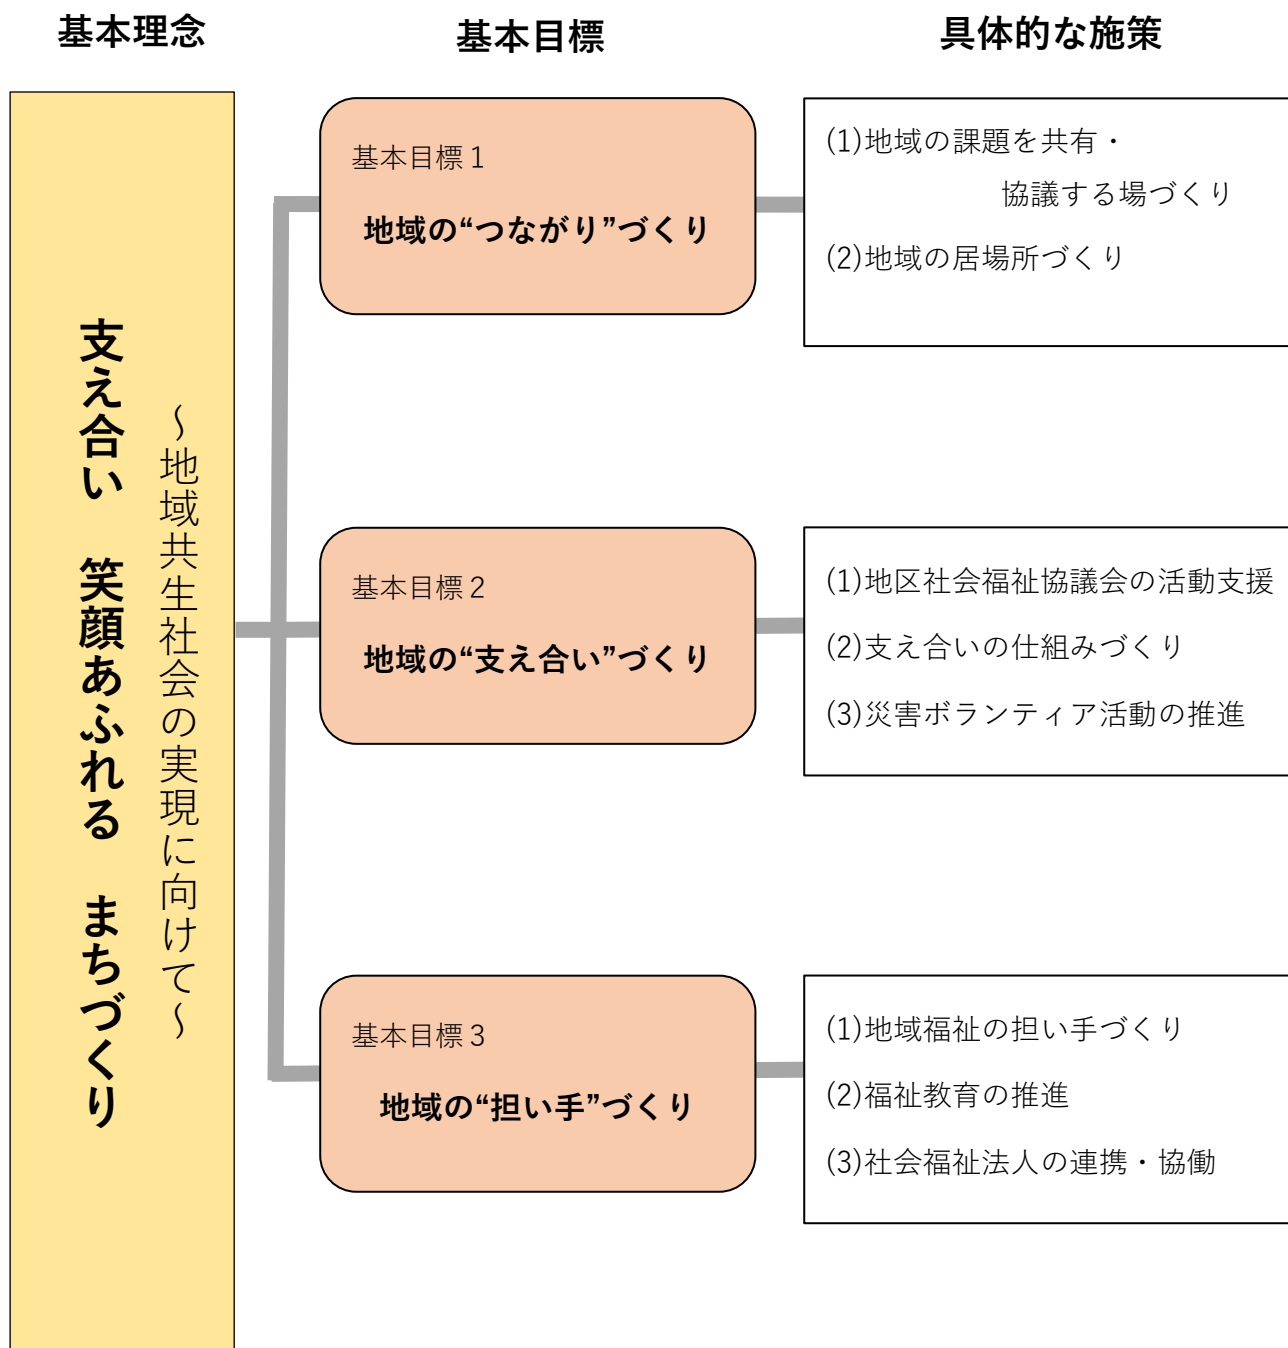 基本理念
基本目標
具体的な施策
支え合い　笑顔あふれる　まちづくり
～地域共生社会の実現に向けて～
基本目標１
地域の“つながり”づくり
(1)地域の課題を共有・
協議する場づくり
(2)地域の居場所づくり
基本目標２
地域の“支え合い”づくり
(1)地区社会福祉協議会の活動支援
(2)支え合いの仕組みづくり
(3)災害ボランティア活動の推進
基本目標３
地域の“担い手”づくり
(1)地域福祉の担い手づくり
(2)福祉教育の推進
(3)社会福祉法人の連携・協働